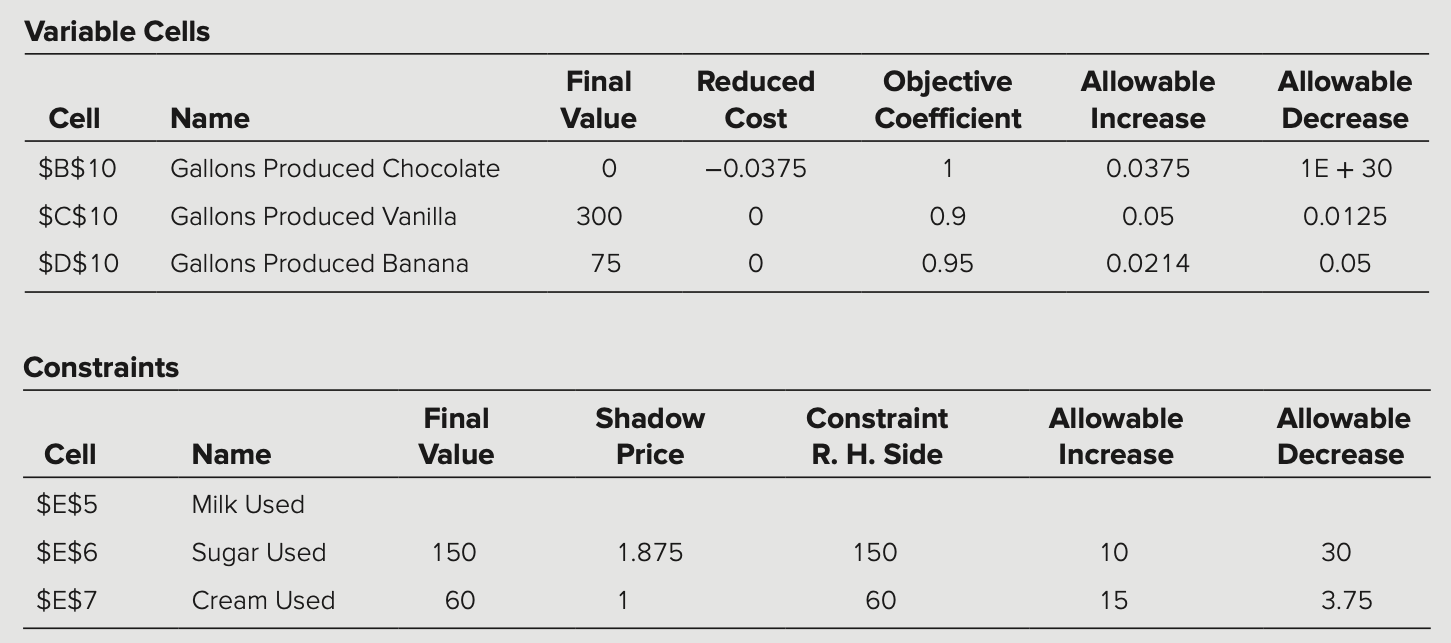 Variable Cells
Final Reduced Objective Allowable Allowable
Cell Name Value Cost Coefficient Increase Decrease
$B$10 Gallons Produced Chocolate 0 −0.0375 1 0.0375 1E + 30
$C$10 Gallons Produced Vanilla 300 0 0.9 0.05 0.0125
$D$10 Gallons Produced Banana 75 0 0.95 0.0214 0.05
Constraints
Final Shadow Constraint Allowable Allowable
Cell Name Value Price R. H. Side Increase Decrease
$E$5 Milk Used
$E$6 Sugar Used 150 1.875 150 10 30
$E$7 Cream Used 60 1 60 15 3.75